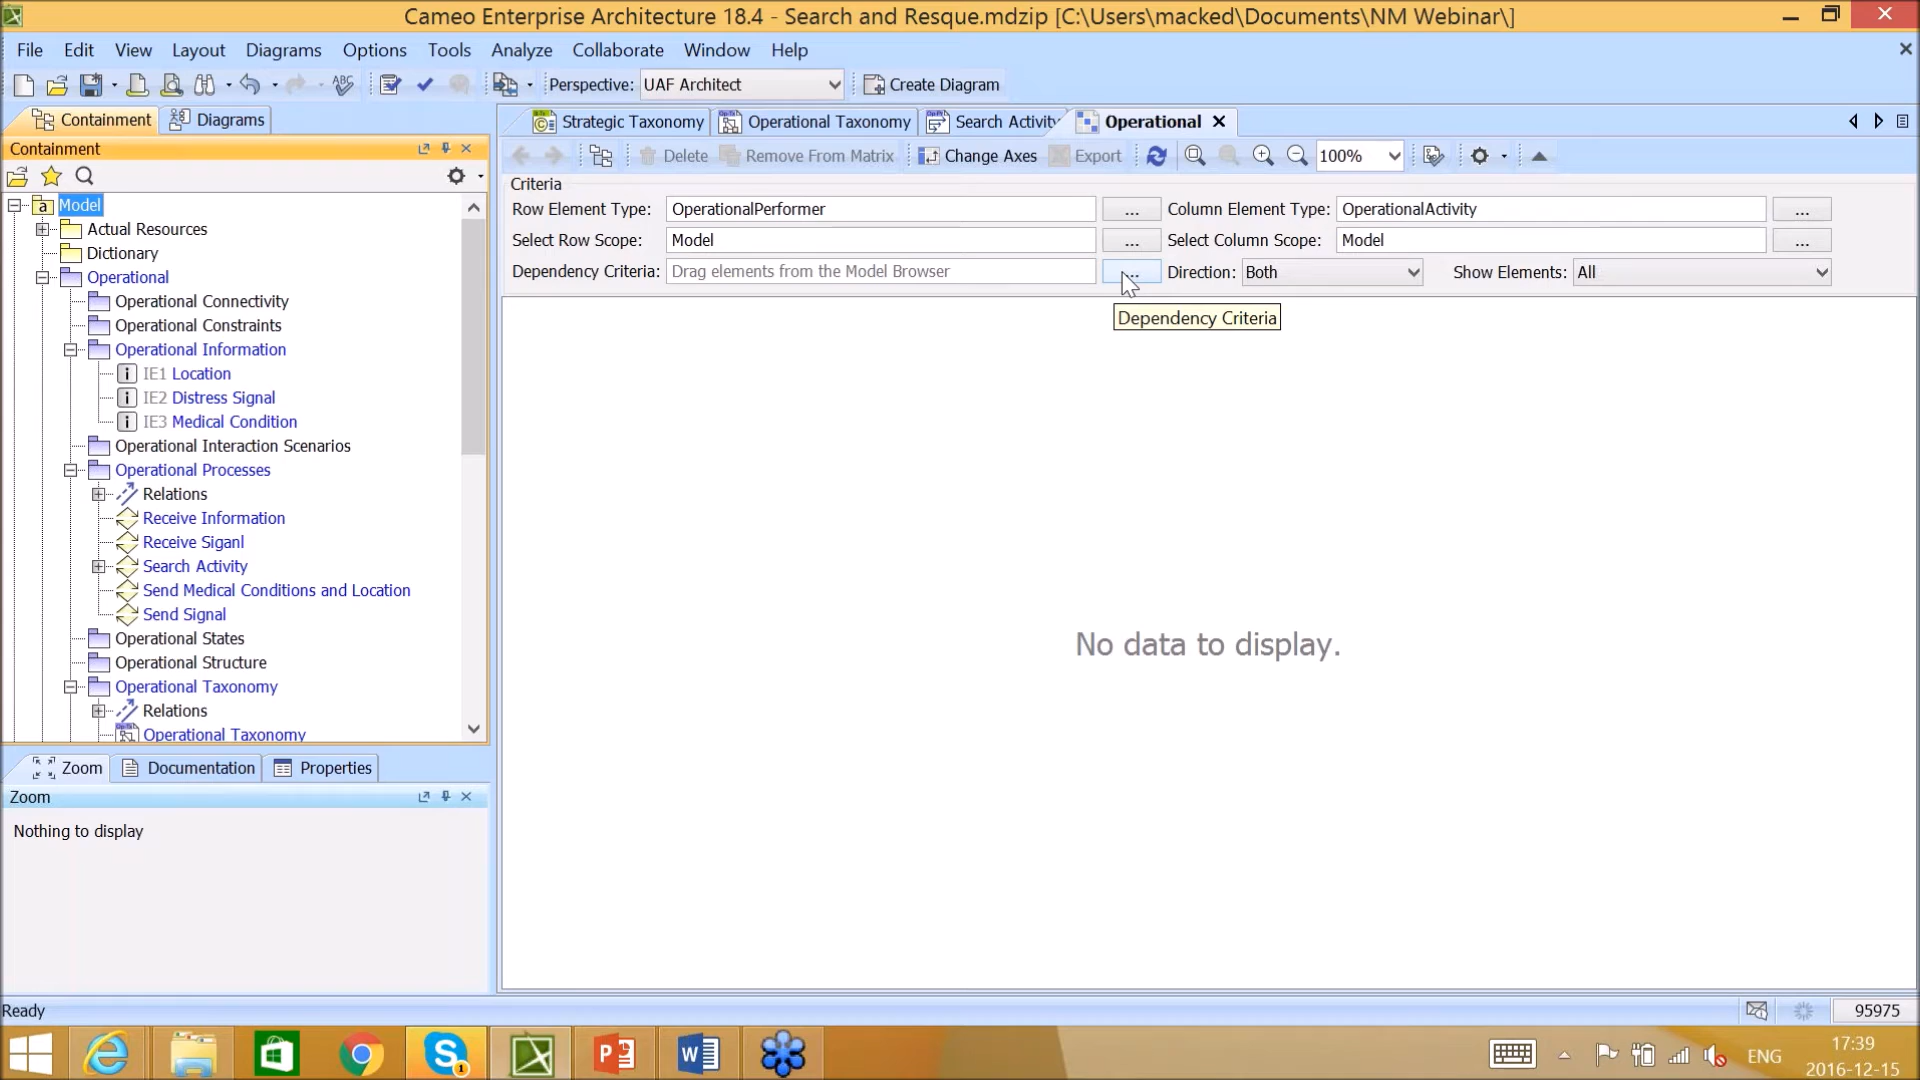 Cameo Enterprise Architecture 18.4 - Search and Resque.mdzip [C:\Users\macked\Documents\NM Webinar\]
File Edit View Layout Diagrams Options Tools Analyze Collaborate Window Help
Perspective: UAF Architect Create Diagram
Containment Diagrams
Strategic Taxonomy Operational Taxonomy Search Activity Operational
Containment
Delete Remove From Matrix Change Axes Export 100%
Criteria
Row Element Type: OperationalPerformer ... Column Element Type: OperationalActivity ...
Select Row Scope: Model ... Select Column Scope: Model ...
Dependency Criteria: Drag elements from the Model Browser ... Direction: Both Show Elements: All
Dependency Criteria
No data to display.
Model
Actual Resources
Dictionary
Operational
Operational Connectivity
Operational Constraints
Operational Information
IE1 Location
IE2 Distress Signal
IE3 Medical Condition
Operational Interaction Scenarios
Operational Processes
Relations
Receive Information
Receive Siganl
Search Activity
Send Medical Conditions and Location
Send Signal
Operational States
Operational Structure
Operational Taxonomy
Relations
Operational Taxonomy
Zoom Documentation Properties
Zoom
Nothing to display
Ready
95975
ENG
17:39
2016-12-15